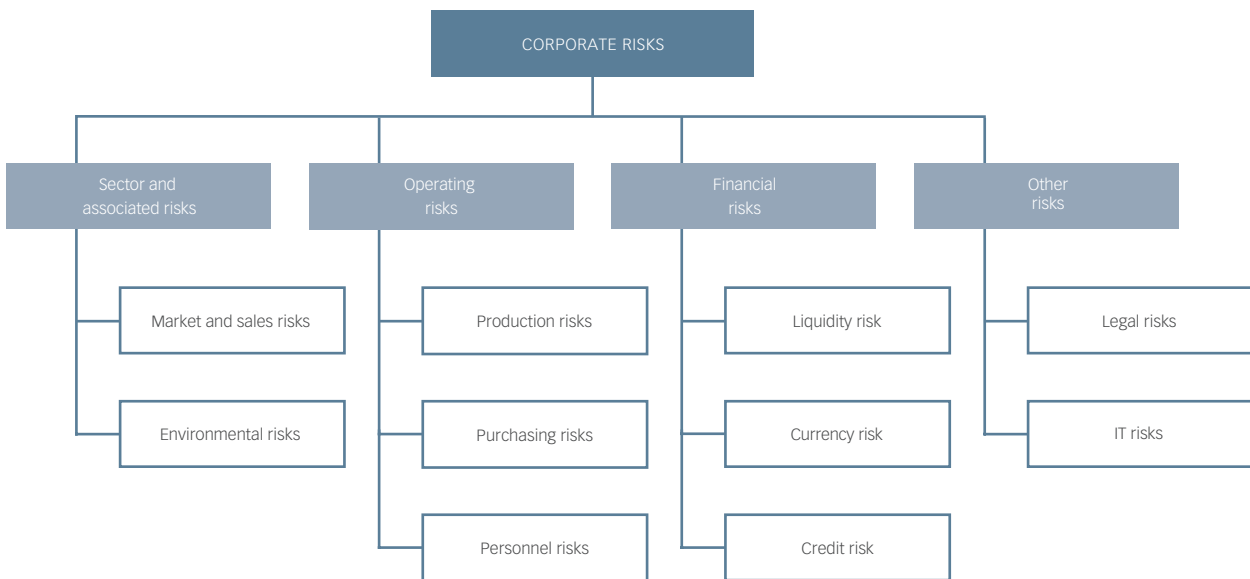 CORPORATE RISKS
Sector and
associated risks
Operating
risks
Financial
risks
Other
risks
Market and sales risks
Production risks
Liquidity risk
Legal risks
Environmental risks
Purchasing risks
Currency risk
IT risks
Personnel risks
Credit risk